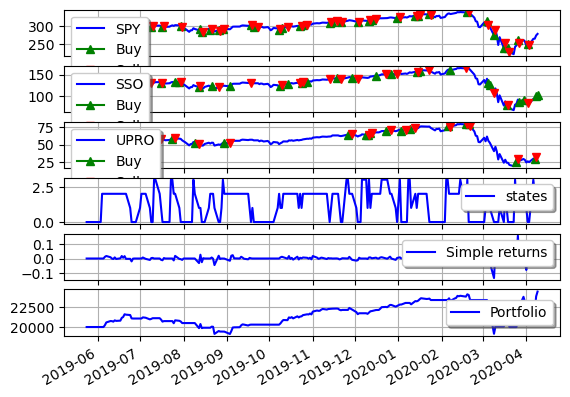 300
250
SPY
Buy
150
100
SSO
Buy
75
50
25
UPRO
Buy
2.5
0.0
states
0.1
0.0
−0.1
Simple returns
22500
20000
Portfolio
2019-06
2019-07
2019-08
2019-09
2019-10
2019-11
2019-12
2020-01
2020-02
2020-03
2020-04